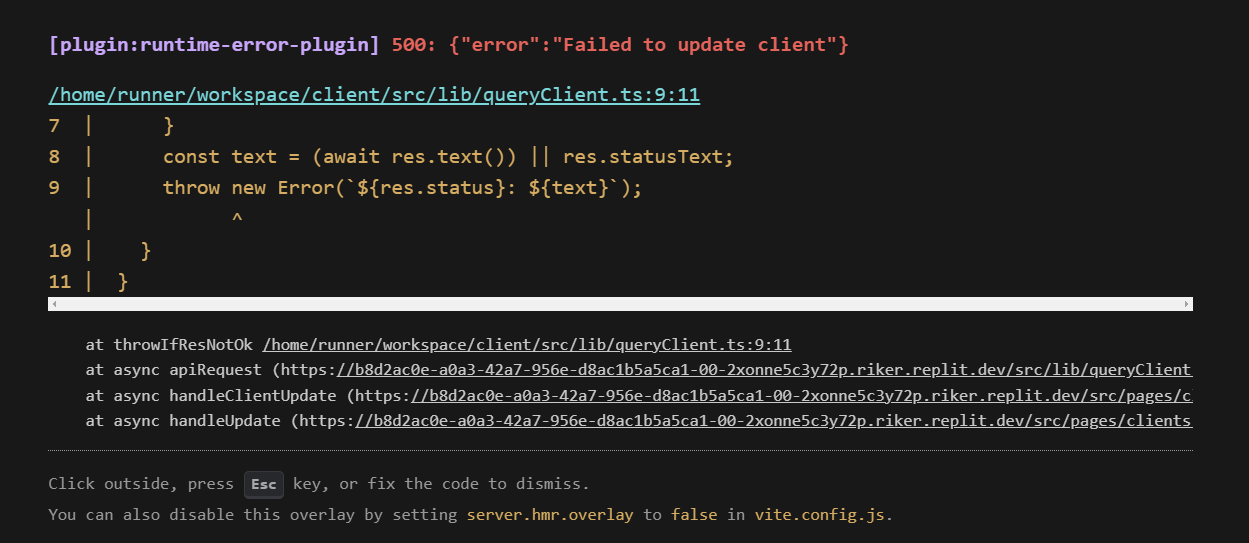 [plugin:runtime-error-plugin] 500: {"error":"Failed to update client"}
/home/runner/workspace/client/src/lib/queryClient.ts:9:11
7  |      }
8  |      const text = (await res.text()) || res.statusText;
9  |      throw new Error(`${res.status}: ${text}`);
   |            ^
10 |    }
11 |  }
at throwIfResNotOk /home/runner/workspace/client/src/lib/queryClient.ts:9:11
at async apiRequest (https://b8d2ac0e-a0a3-42a7-956e-d8ac1b5a5ca1-00-2xonne5c3y72p.riker.replit.dev/src/lib/queryClient
at async handleClientUpdate (https://b8d2ac0e-a0a3-42a7-956e-d8ac1b5a5ca1-00-2xonne5c3y72p.riker.replit.dev/src/pages/c
at async handleUpdate (https://b8d2ac0e-a0a3-42a7-956e-d8ac1b5a5ca1-00-2xonne5c3y72p.riker.replit.dev/src/pages/clients
Click outside, press Esc key, or fix the code to dismiss.
You can also disable this overlay by setting server.hmr.overlay to false in vite.config.js.